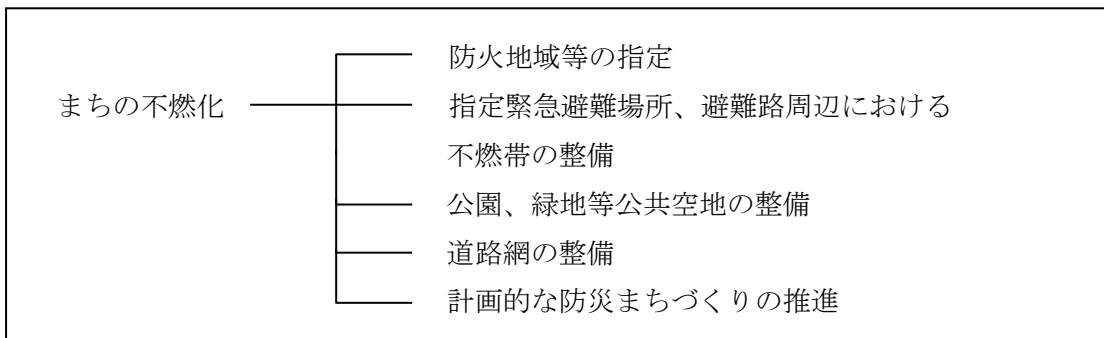 防火地域等の指定
まちの不燃化
指定緊急避難場所、避難路周辺における
不燃帯の整備
公園、緑地等公共空地の整備
道路網の整備
計画的な防災まちづくりの推進